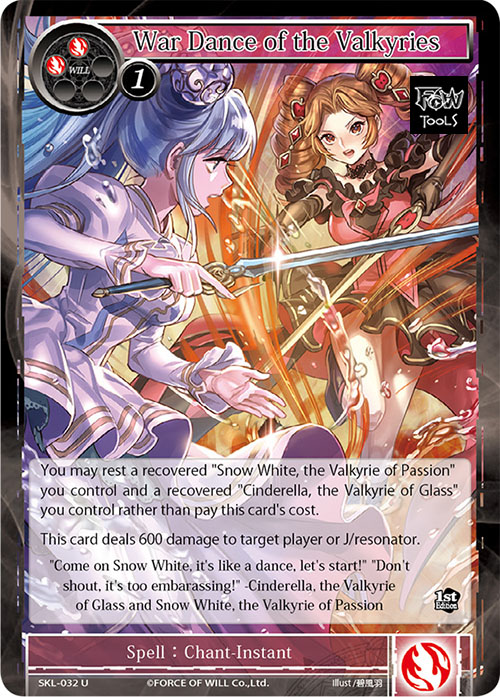 War Dance of the Valkyries
WILL
1
FOW
TOOLS
You may rest a recovered "Snow White, the Valkyrie of Passion"
you control and a recovered "Cinderella, the Valkyrie of Glass"
you control rather than pay this card's cost.
This card deals 600 damage to target player or J/resonator.
"Come on Snow White, it's like a dance, let's start!" "Don't
shout, it's too embarassing!" -Cinderella, the Valkyrie
of Glass and Snow White, the Valkyrie of Passion
1st
Edition
Spell : Chant-Instant
SKL-032 U
©FORCE OF WILL Co.,Ltd.
Illust/碧風羽